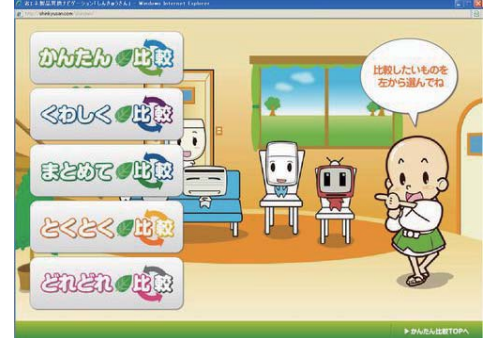 かんたん比較
くわしく比較
まとめて比較
とくとく比較
どれどれ比較
比較したいものを
左から選んでね
▶かんたん比較TOPへ